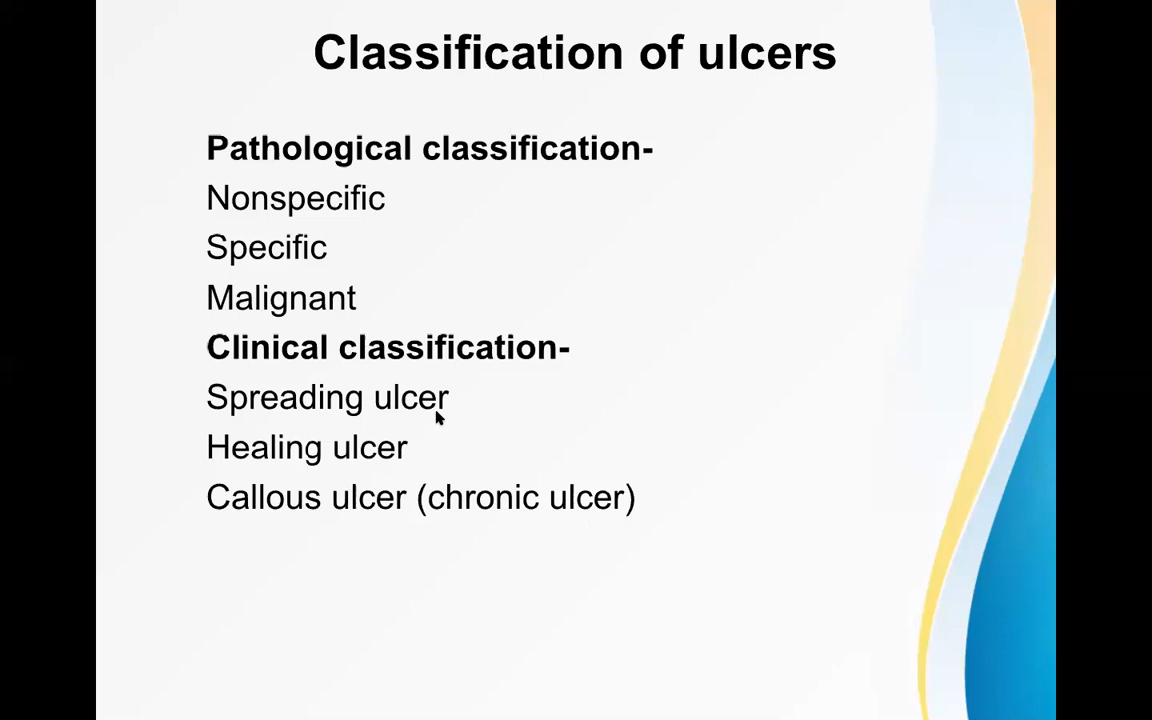 Classification of ulcers
Pathological classification-
Nonspecific
Specific
Malignant
Clinical classification-
Spreading ulcer
Healing ulcer
Callous ulcer (chronic ulcer)